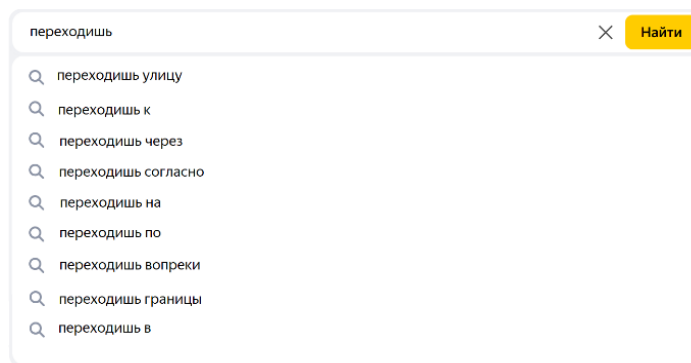 переходишь
Найти
переходишь улицу
переходишь к
переходишь через
переходишь согласно
переходишь на
переходишь по
переходишь вопреки
переходишь границы
переходишь в